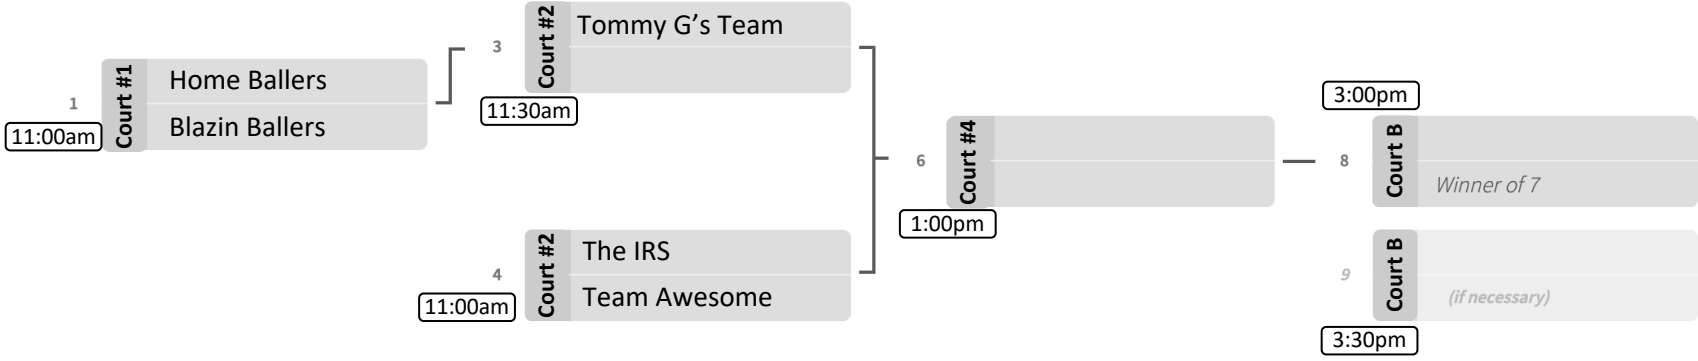 1
11:00am
Court #1
Home Ballers
Blazin Ballers
3
11:30am
Court #2
Tommy G’s Team
4
11:00am
Court #2
The IRS
Team Awesome
6
1:00pm
Court #4
3:00pm
8
Court B
Winner of 7
9
Court B
(if necessary)
3:30pm